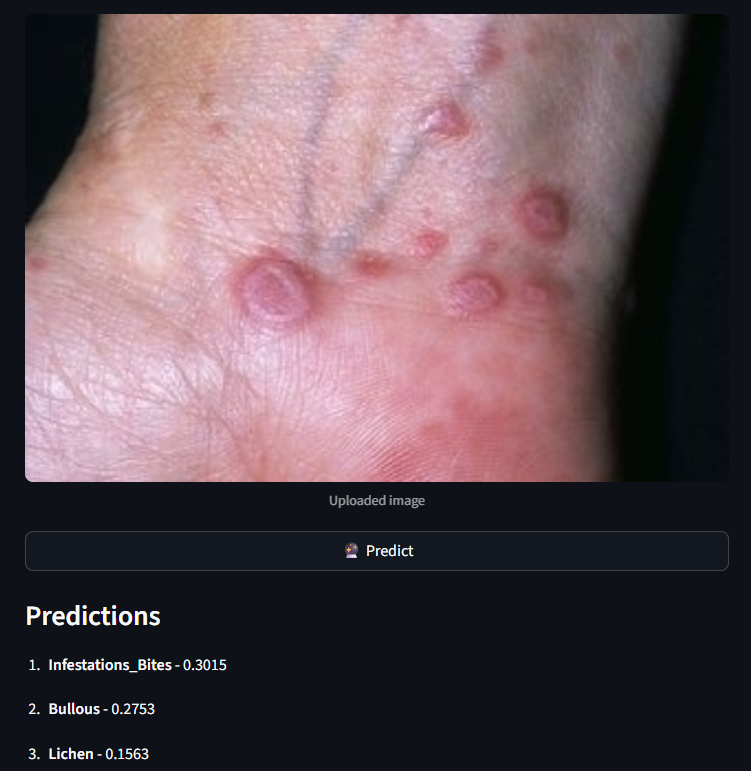 Uploaded image
🔮 Predict
Predictions
1. Infestations_Bites - 0.3015
2. Bullous - 0.2753
3. Lichen - 0.1563